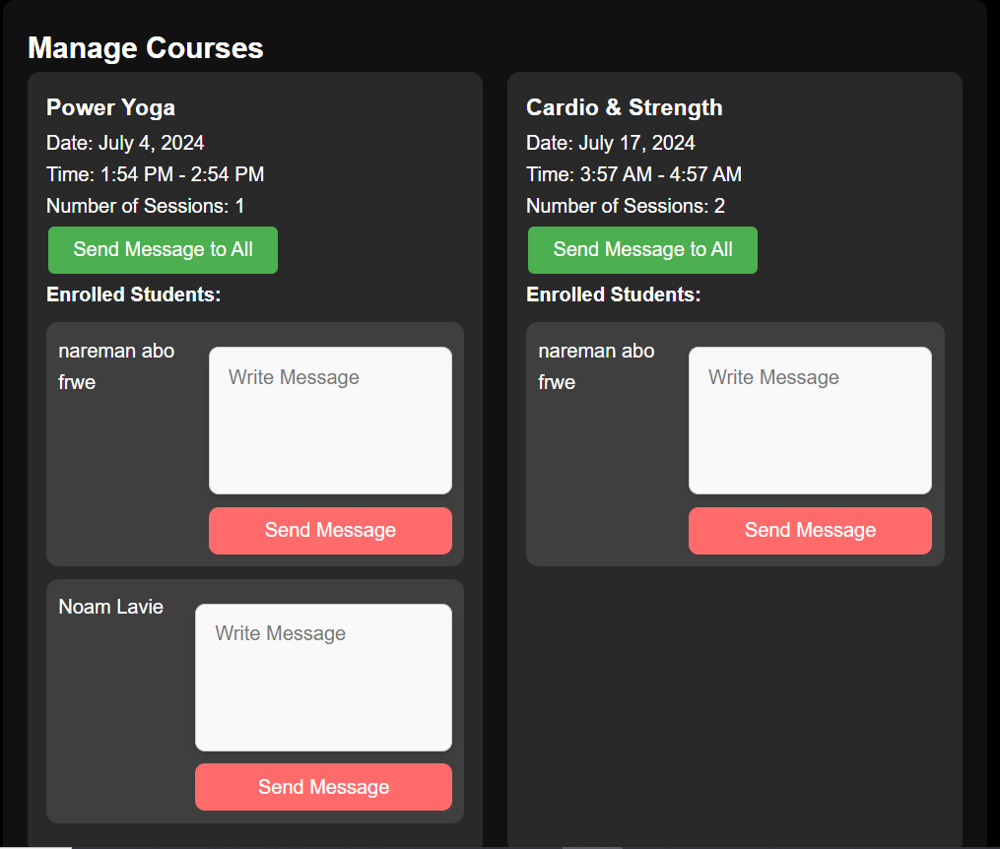 Manage Courses
Power Yoga
Date: July 4, 2024
Time: 1:54 PM - 2:54 PM
Number of Sessions: 1
Send Message to All
Enrolled Students:
nareman abo
frwe
Write Message
Send Message
Noam Lavie
Write Message
Send Message
Cardio & Strength
Date: July 17, 2024
Time: 3:57 AM - 4:57 AM
Number of Sessions: 2
Send Message to All
Enrolled Students:
nareman abo
frwe
Write Message
Send Message